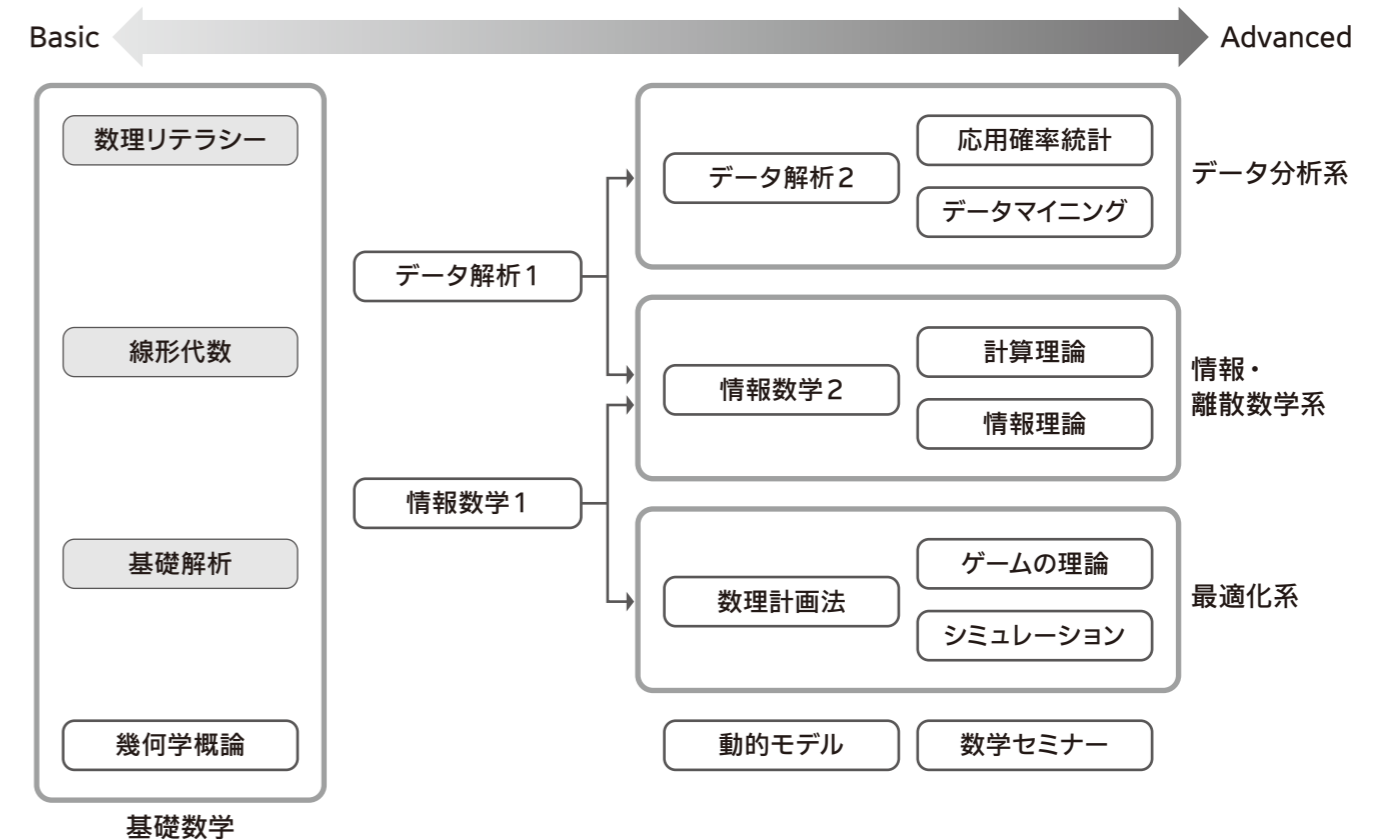 Basic
Advanced
数理リテラシー
線形代数
基礎解析
幾何学概論
基礎数学
データ解析1
情報数学1
データ解析2
応用確率統計
データマイニング
データ分析系
情報数学2
計算理論
情報理論
情報・
離散数学系
数理計画法
ゲームの理論
シミュレーション
最適化系
動的モデル
数学セミナー